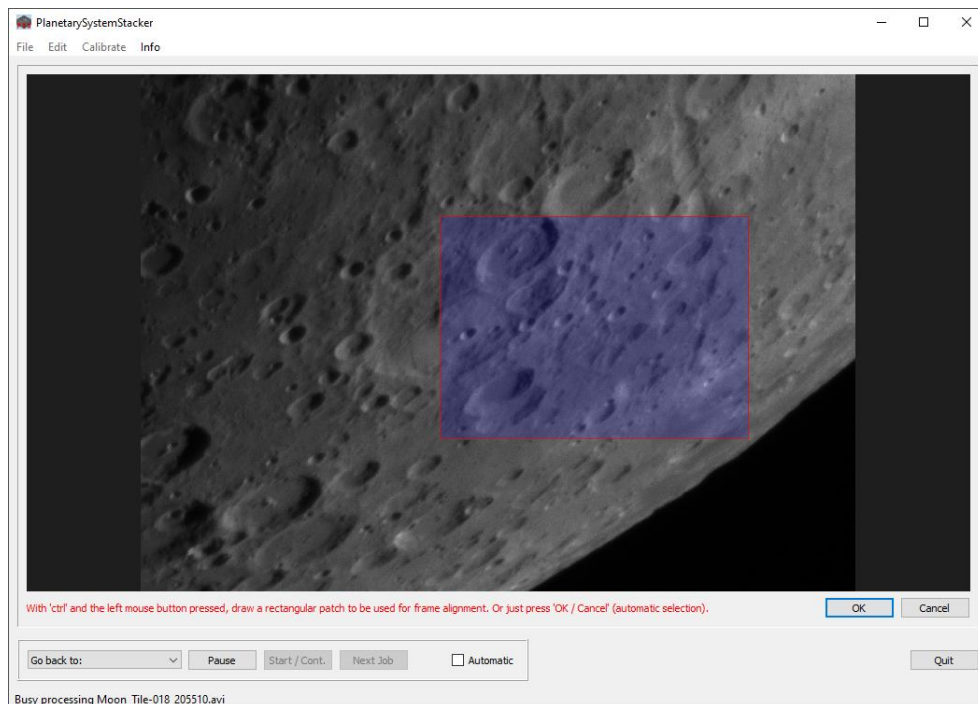 PlanetarySystemStacker
File Edit Calibrate Info
With 'ctrl' and the left mouse button pressed, draw a rectangular patch to be used for frame alignment. Or just press 'OK / Cancel' (automatic selection).
OK Cancel
Go back to: Pause Start / Cont. Next Job Automatic Quit
Busy processing Moon_Tile-018_205510.avi